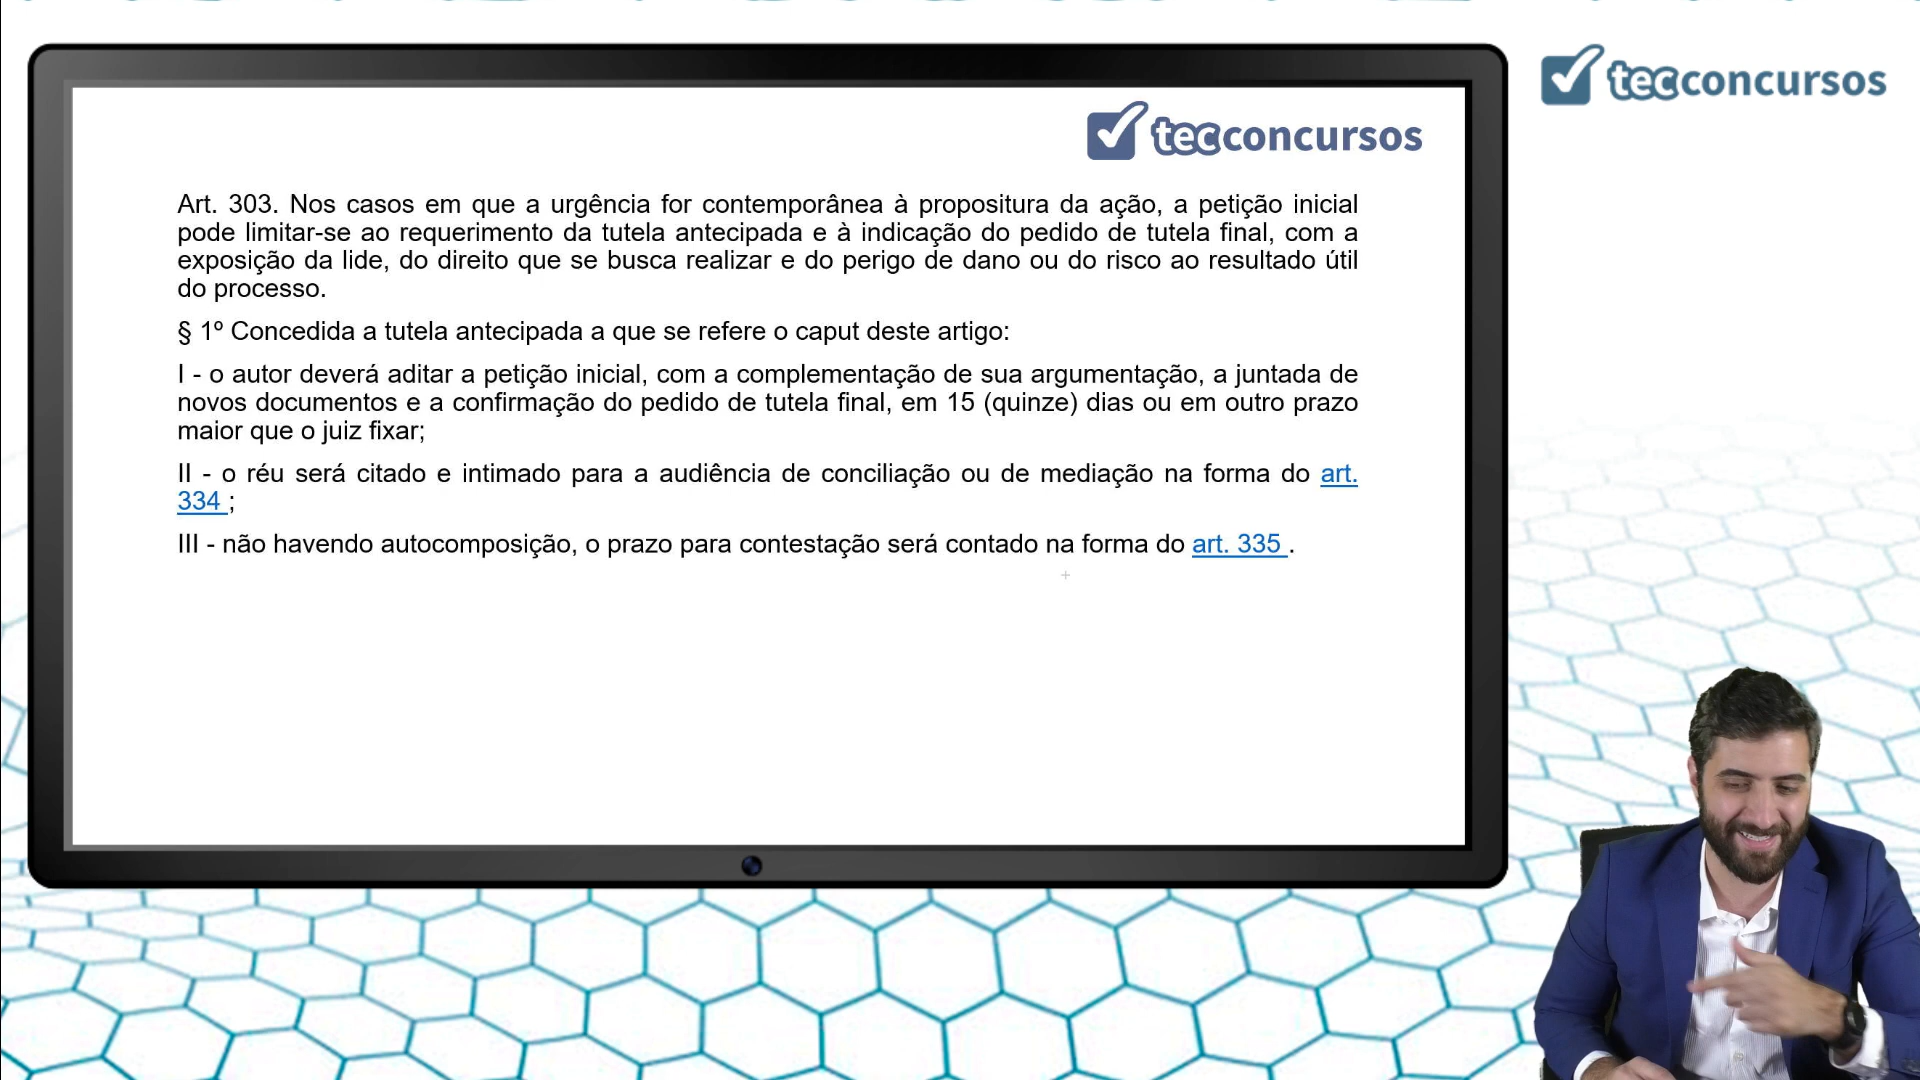 tecconcursos
tecconcursos
Art. 303. Nos casos em que a urgência for contemporânea à propositura da ação, a petição inicial
pode limitar-se ao requerimento da tutela antecipada e à indicação do pedido de tutela final, com a
exposição da lide, do direito que se busca realizar e do perigo de dano ou do risco ao resultado útil
do processo.
§ 1º Concedida a tutela antecipada a que se refere o caput deste artigo:
I - o autor deverá aditar a petição inicial, com a complementação de sua argumentação, a juntada de
novos documentos e a confirmação do pedido de tutela final, em 15 (quinze) dias ou em outro prazo
maior que o juiz fixar;
II - o réu será citado e intimado para a audiência de conciliação ou de mediação na forma do art.
334 ;
III - não havendo autocomposição, o prazo para contestação será contado na forma do art. 335 .